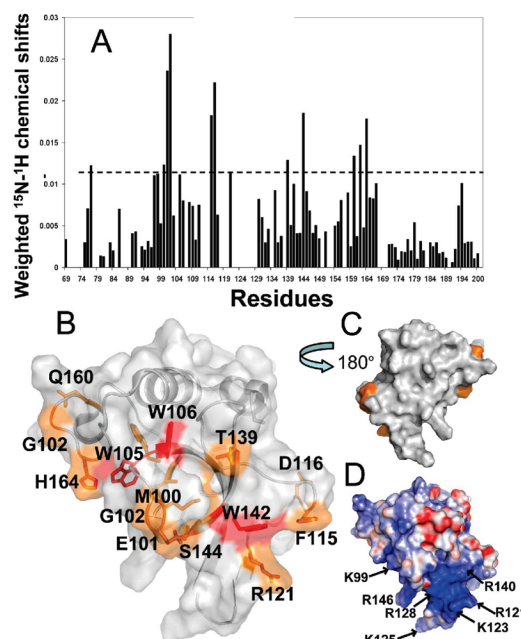 A
Weighted ¹⁵N-¹H chemical shifts
0.03
0.025
0.02
0.015
0.01
0.005
0
69 74 79 84 89 94 99 104 109 114 119 124 129 134 139 144 149 154 159 164 169 174 179 184 189 194 200
Residues
B
Q160
G102
W105
H164
W106
T139
D116
M100
G102
W142
E101
S144
F115
R121
C
180°
D
K99
R140
R146
R128
K123